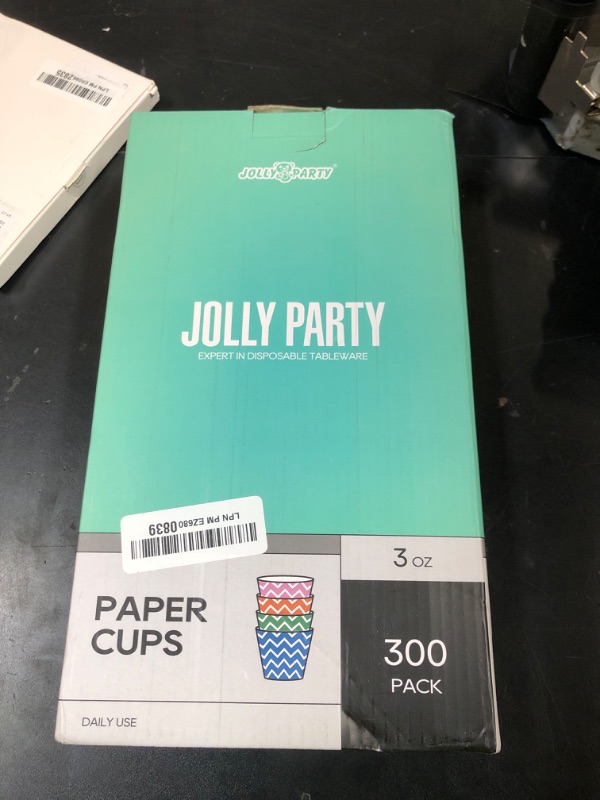 JOLLY PARTY®
JOLLY PARTY
EXPERT IN DISPOSABLE TABLEWARE
LPN PM EZ680 0839
3 OZ
PAPER
CUPS
300
PACK
DAILY USE